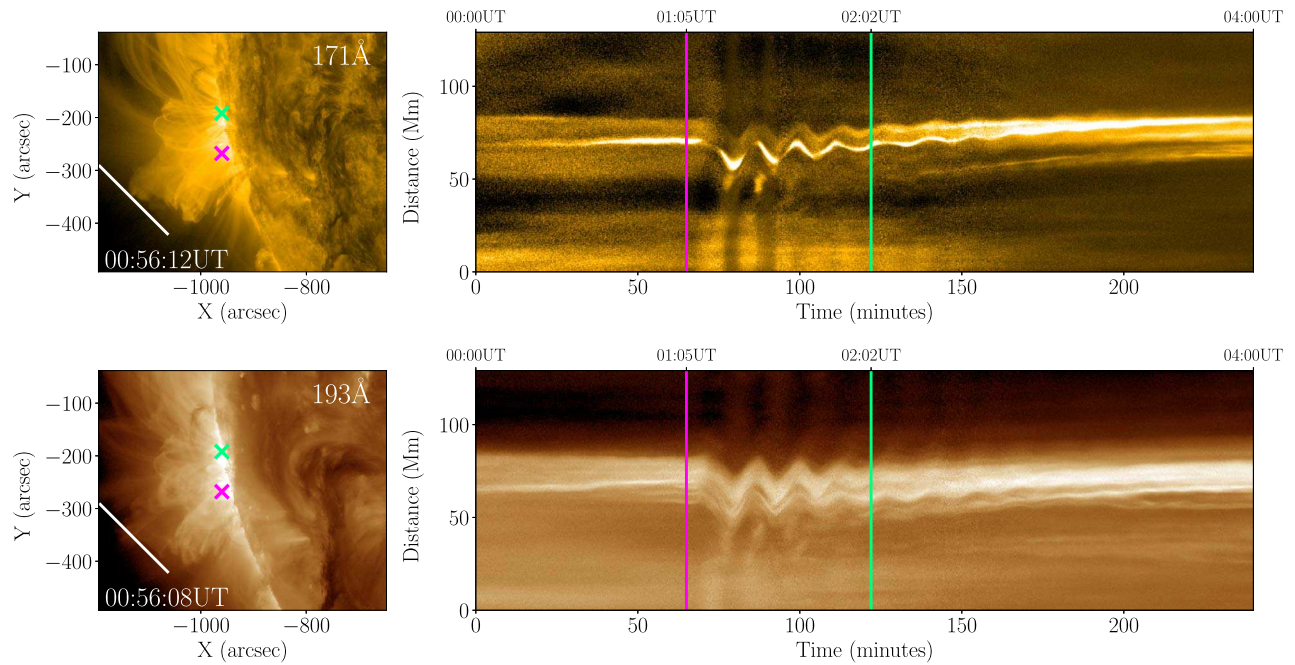 00:00UT 01:05UT 02:02UT 04:00UT
171Å
−100
−200
−300
−400
Y (arcsec)
00:56:12UT
−1000 −800
X (arcsec)
100
50
0
Distance (Mm)
0 50 100 150 200
Time (minutes)
00:00UT 01:05UT 02:02UT 04:00UT
193Å
−100
−200
−300
−400
Y (arcsec)
00:56:08UT
−1000 −800
X (arcsec)
100
50
0
Distance (Mm)
0 50 100 150 200
Time (minutes)